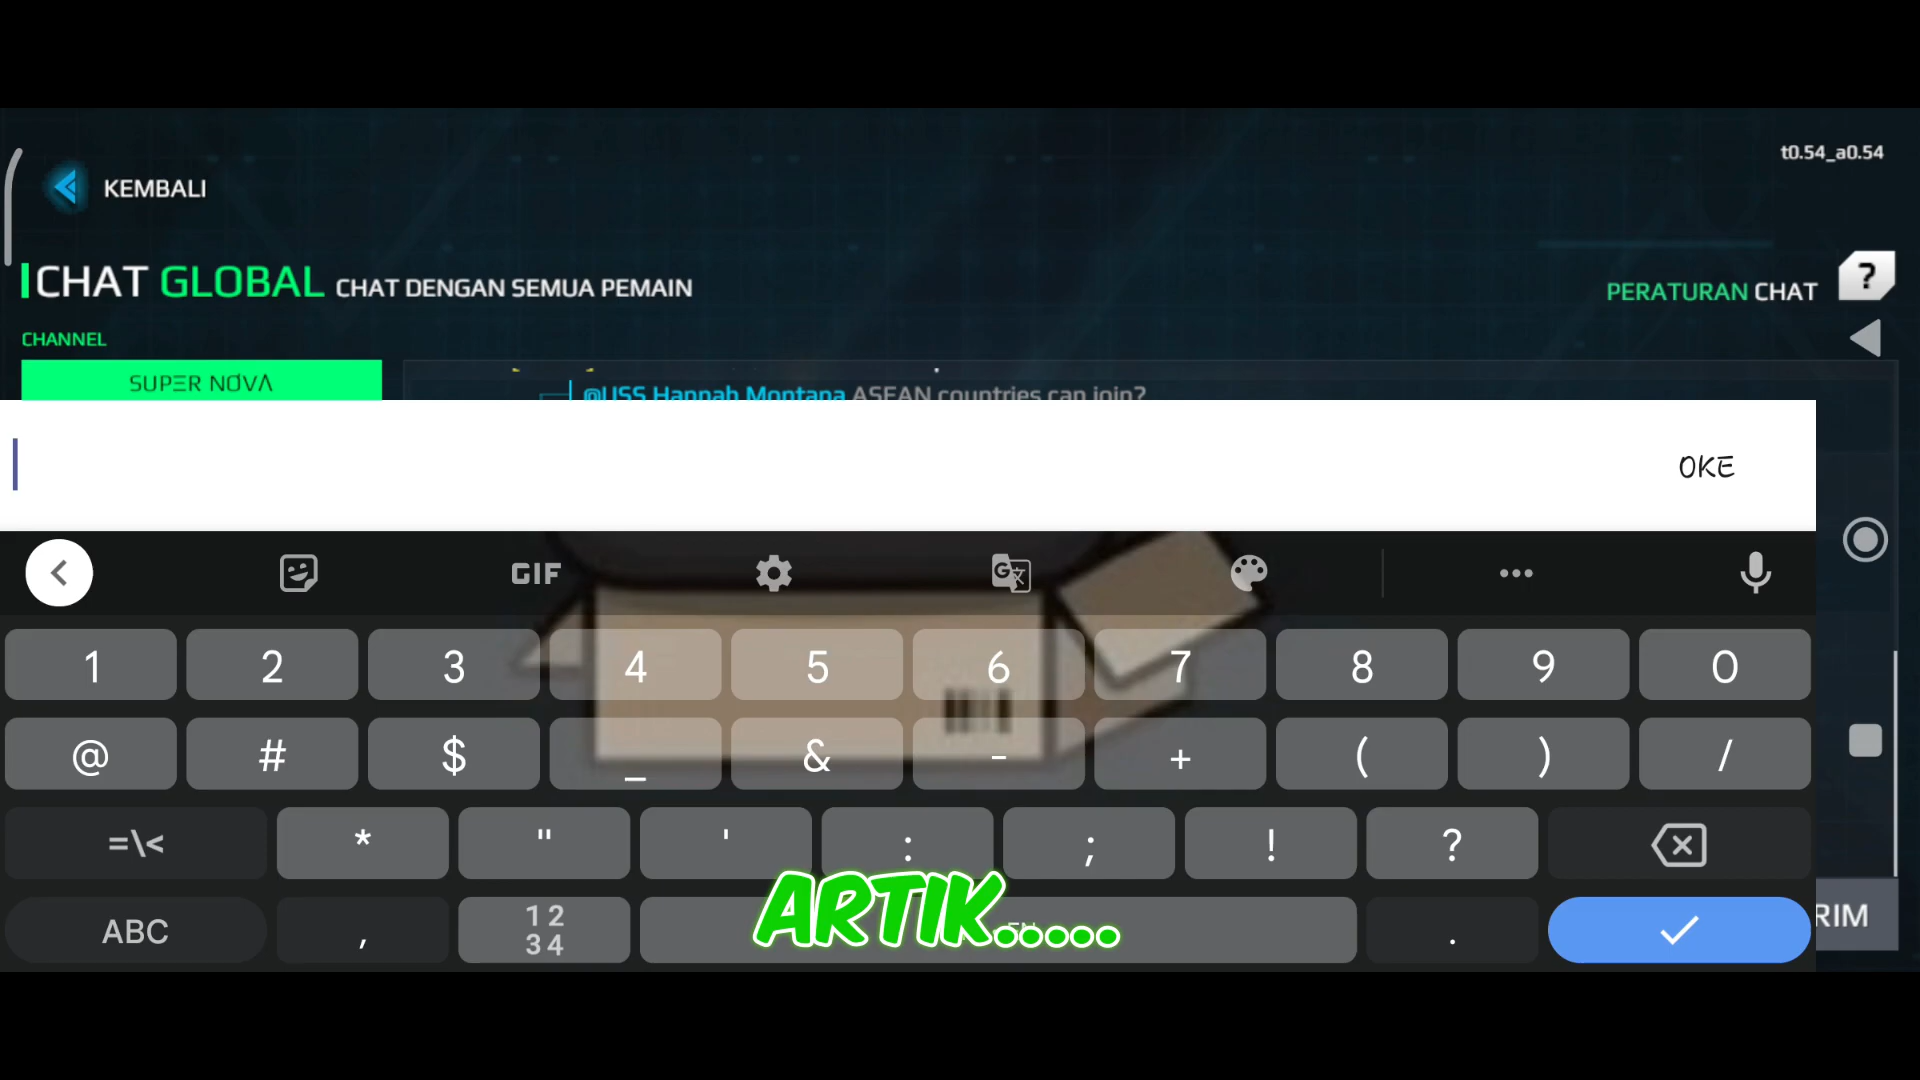 t0.54_a0.54
KEMBALI
CHAT GLOBAL CHAT DENGAN SEMUA PEMAIN
PERATURAN CHAT ?
CHANNEL
SUPER NOVA
@USS Hannah Montana ASEAN countries can join?
OKE
GIF
1 2 3 4 5 6 7 8 9 0
@ # $ _ & - + ( ) /
=\< * " ' : ; ! ?
ABC , 12 34 .
RIM
ARTIK.....